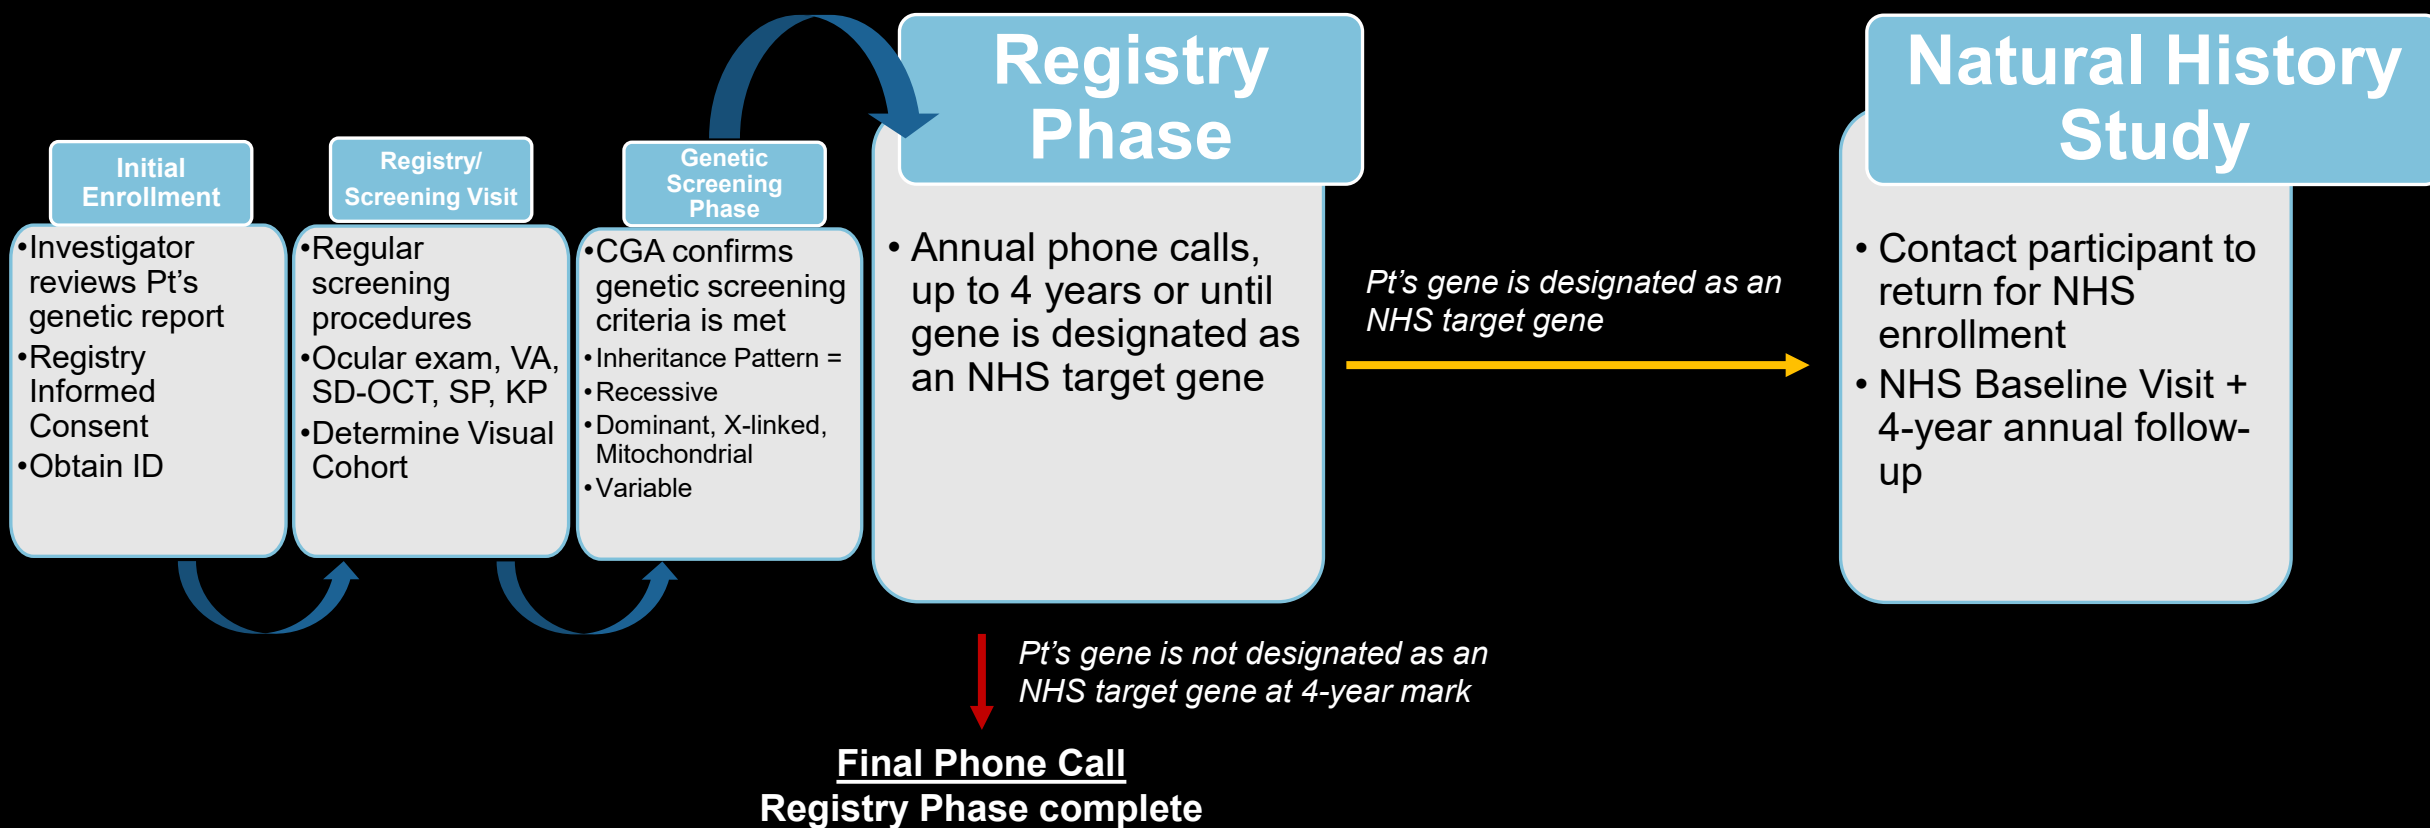 Initial
Enrollment
•Investigator
reviews Pt's
genetic report
•Registry
Informed
Consent
•Obtain ID
Registry/
Screening Visit
•Regular
screening
procedures
•Ocular exam, VA,
SD-OCT, SP, KP
•Determine Visual
Cohort
Genetic
Screening
Phase
•CGA confirms
genetic screening
criteria is met
•Inheritance Pattern =
•Recessive
•Dominant, X-linked,
Mitochondrial
•Variable
Registry
Phase
• Annual phone calls,
up to 4 years or until
gene is designated as
an NHS target gene
Pt's gene is designated as an
NHS target gene
Natural History
Study
• Contact participant to
return for NHS
enrollment
• NHS Baseline Visit +
4-year annual follow-
up
Pt's gene is not designated as an
NHS target gene at 4-year mark
Final Phone Call
Registry Phase complete